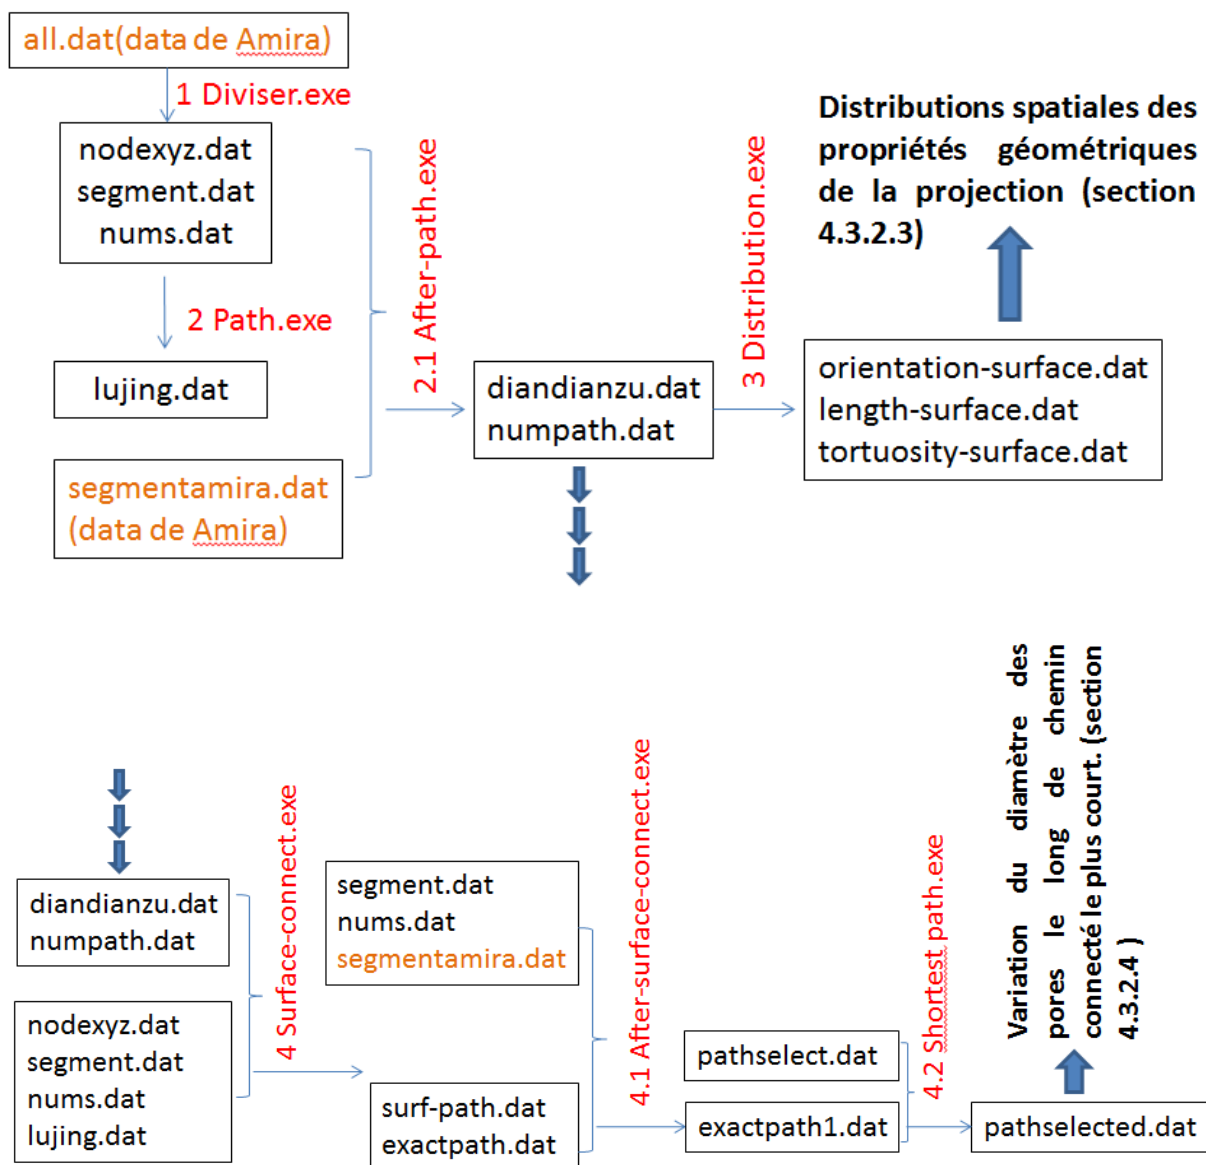 all.dat(data de Amira)
1 Diviser.exe
nodexyz.dat
segment.dat
nums.dat
2 Path.exe
lujing.dat
segmentamira.dat
(data de Amira)
2.1 After-path.exe
diandianzu.dat
numpath.dat
3 Distribution.exe
Distributions spatiales des
propriétés géométriques
de la projection (section
4.3.2.3)
orientation-surface.dat
length-surface.dat
tortuosity-surface.dat
diandianzu.dat
numpath.dat
nodexyz.dat
segment.dat
nums.dat
lujing.dat
4 Surface-connect.exe
segment.dat
nums.dat
segmentamira.dat
surf-path.dat
exactpath.dat
4.1 After-surface-connect.exe
pathselect.dat
exactpath1.dat
4.2 Shortest path.exe
Variation du diamètre des
pores le long de chemin
connecté le plus court. (section
4.3.2.4 )
pathselected.dat